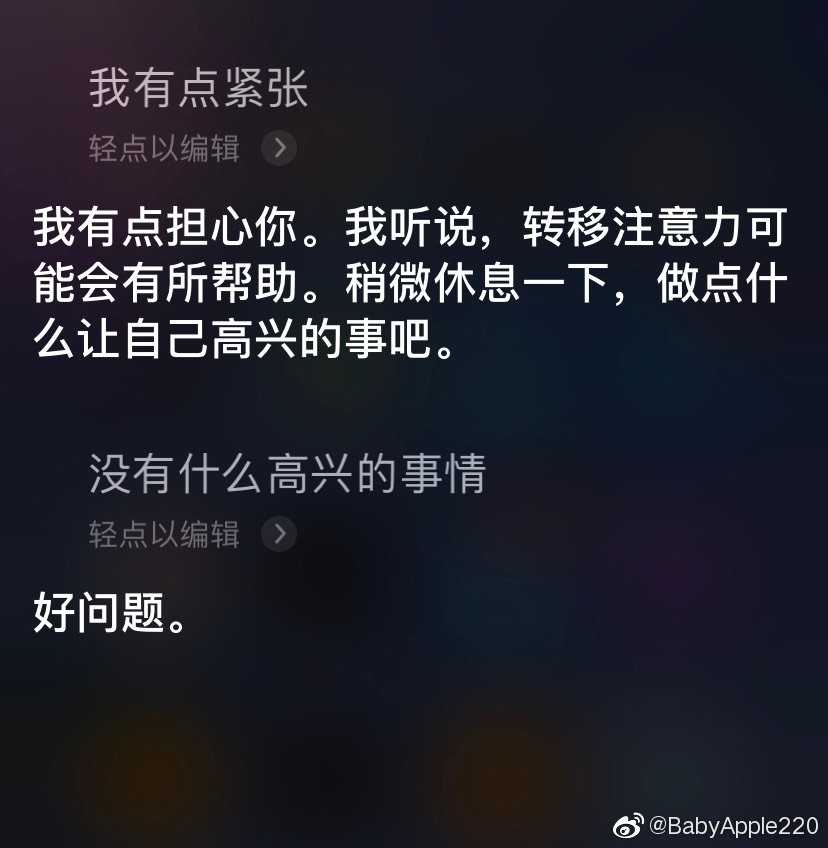 我有点紧张
轻点以编辑
我有点担心你。我听说，转移注意力可
能会有所帮助。稍微休息一下，做点什
么让自己高兴的事吧。
没有什么高兴的事情
轻点以编辑
好问题。
@BabyApple220